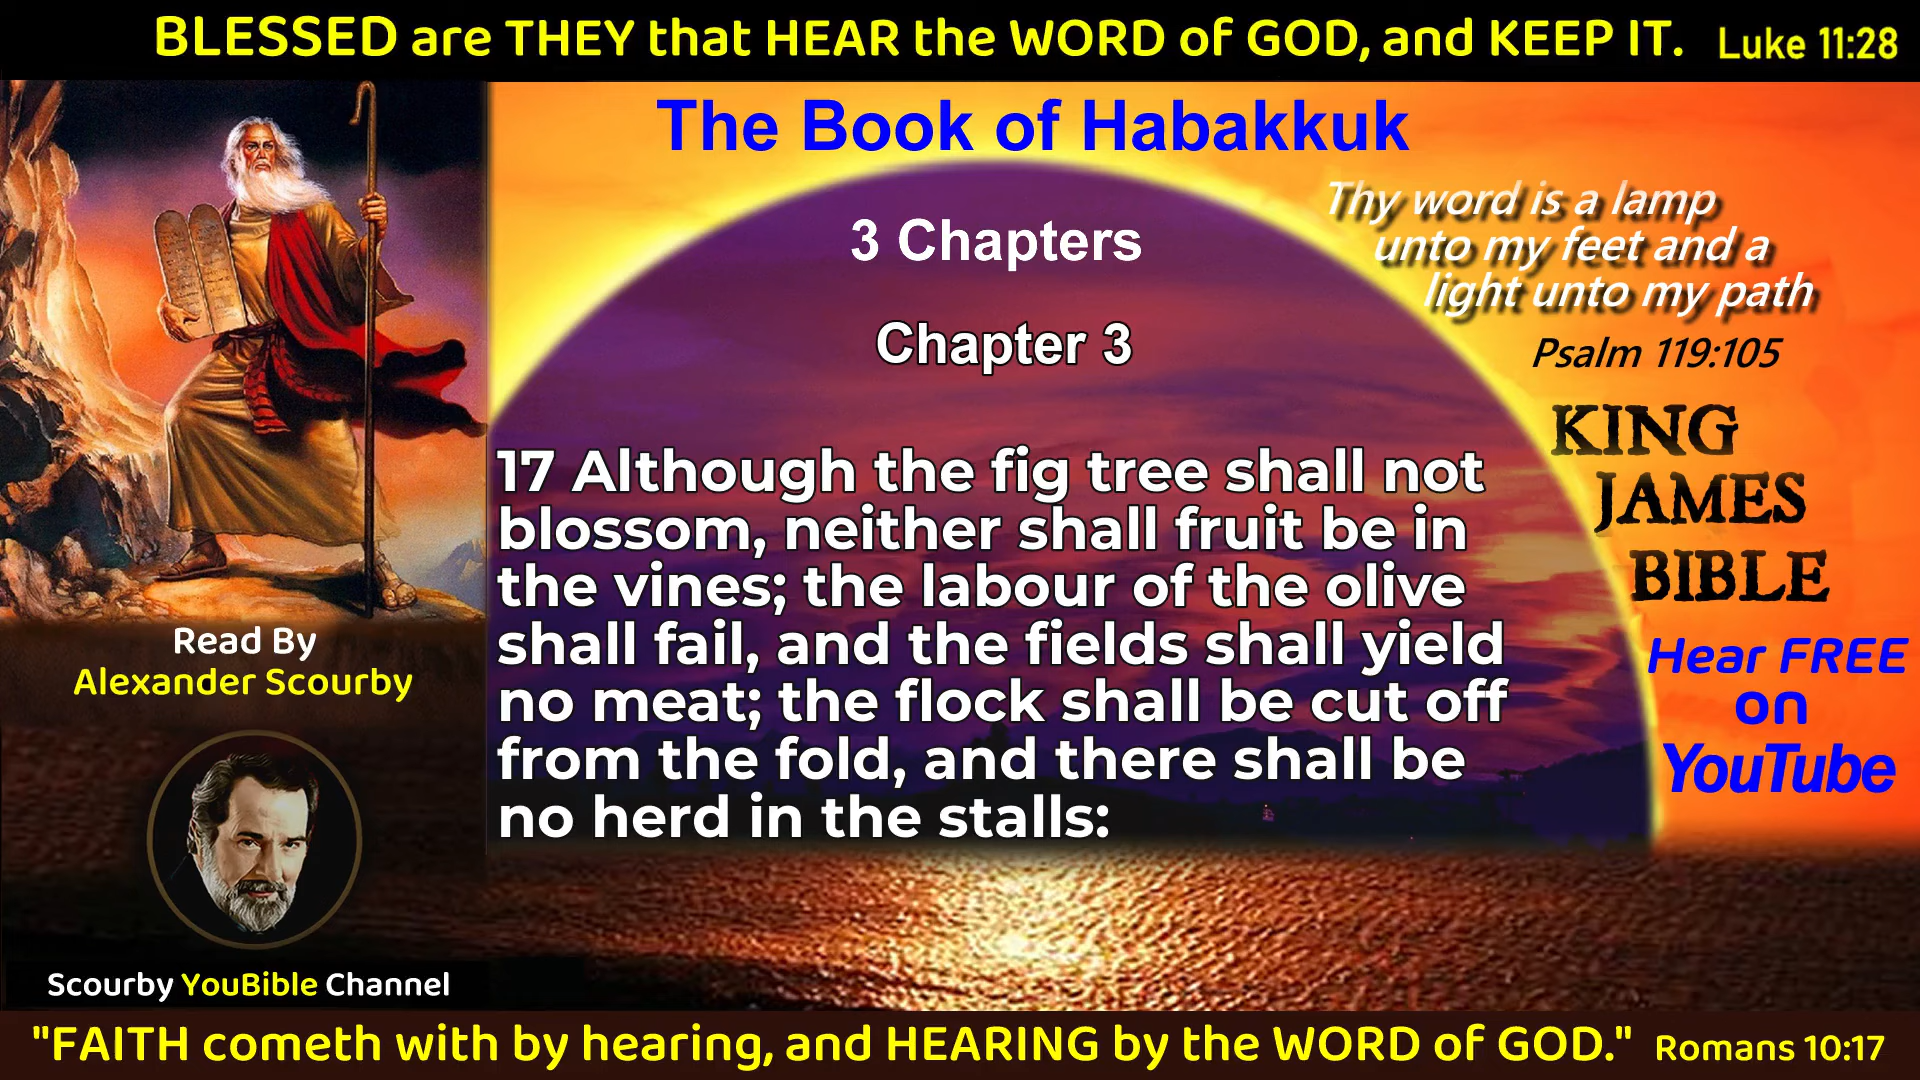 BLESSED are THEY that HEAR the WORD of GOD, and KEEP IT. Luke 11:28
The Book of Habakkuk
3 Chapters
Chapter 3
17 Although the fig tree shall not
blossom, neither shall fruit be in
the vines; the labour of the olive
shall fail, and the fields shall yield
no meat; the flock shall be cut off
from the fold, and there shall be
no herd in the stalls:
Thy word is a lamp
unto my feet and a
light unto my path
Psalm 119:105
KING
JAMES
BIBLE
Hear FREE
on
YouTube
Read By
Alexander Scourby
Scourby YouBible Channel
"FAITH cometh with by hearing, and HEARING by the WORD of GOD." Romans 10:17